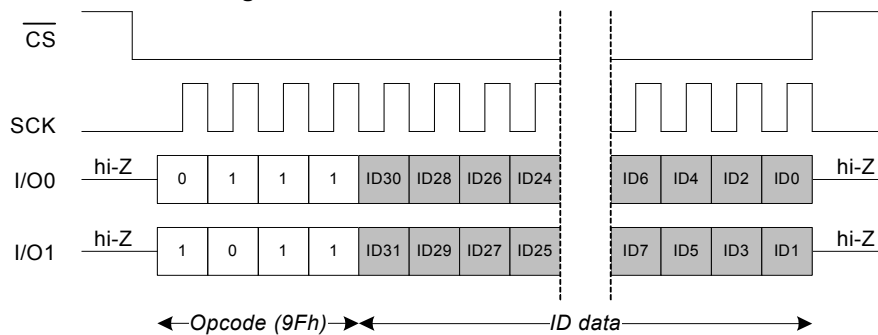 CS
SCK
hi-Z
I/O0
0 1 1 1 ID30 ID28 ID26 ID24 ID6 ID4 ID2 ID0
hi-Z
hi-Z
I/O1
1 0 1 1 ID31 ID29 ID27 ID25 ID7 ID5 ID3 ID1
hi-Z
Opcode (9Fh) ID data